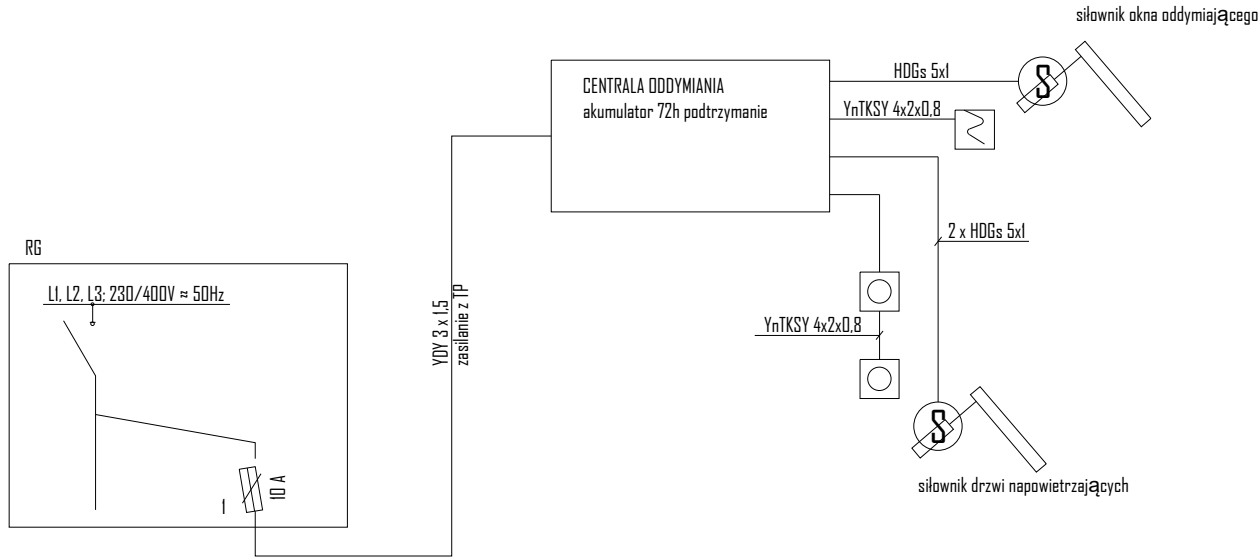 siłownik okna oddymiającego
CENTRALA ODDYMIANIA
akumulator 72h podtrzymanie
HDGs 5x1
S
YnTKSY 4x2x0,8
2 x HDGs 5x1
RG
L1, L2, L3; 230/400V ≈ 50Hz
YDY 3 x 1,5
zasilanie z TP
YnTKSY 4x2x0,8
S
siłownik drzwi napowietrzających
1
10 A